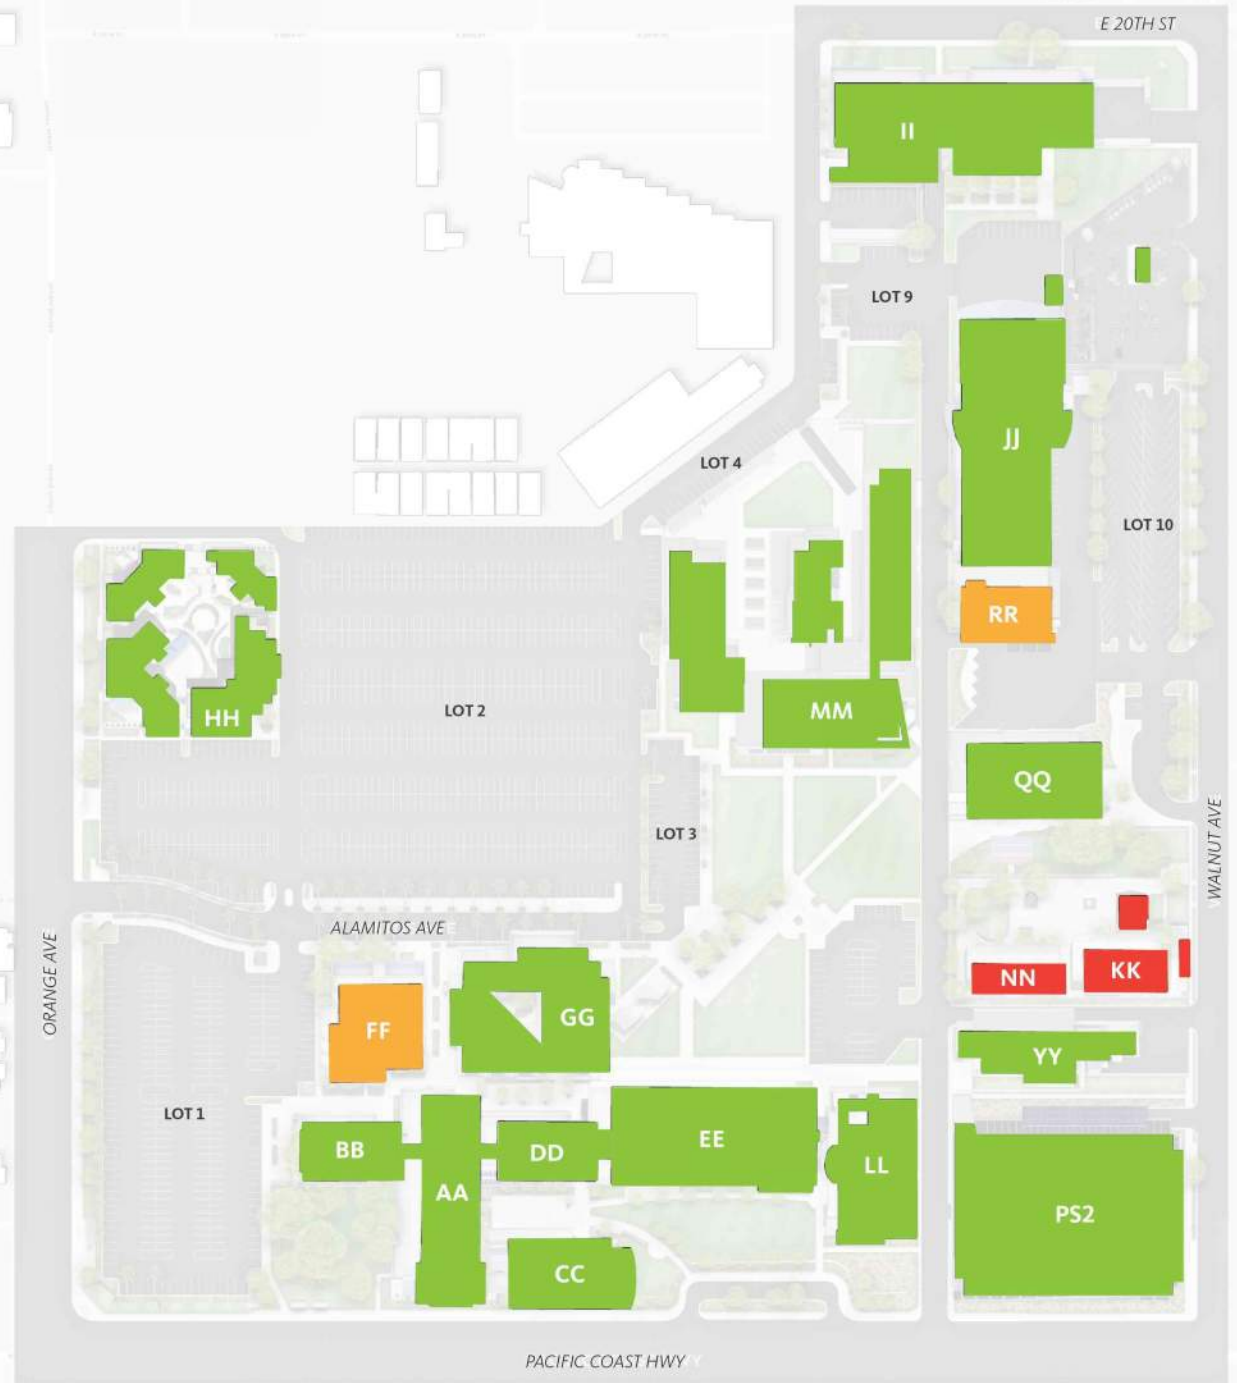 E 20TH ST
II
LOT 9
JJ
LOT 4
LOT 10
RR
HH
LOT 2
MM
QQ
LOT 3
WALNUT AVE
ALAMITOS AVE
ORANGE AVE
NN
KK
FF
GG
YY
LOT 1
BB
DD
EE
AA
LL
PS2
CC
PACIFIC COAST HWY